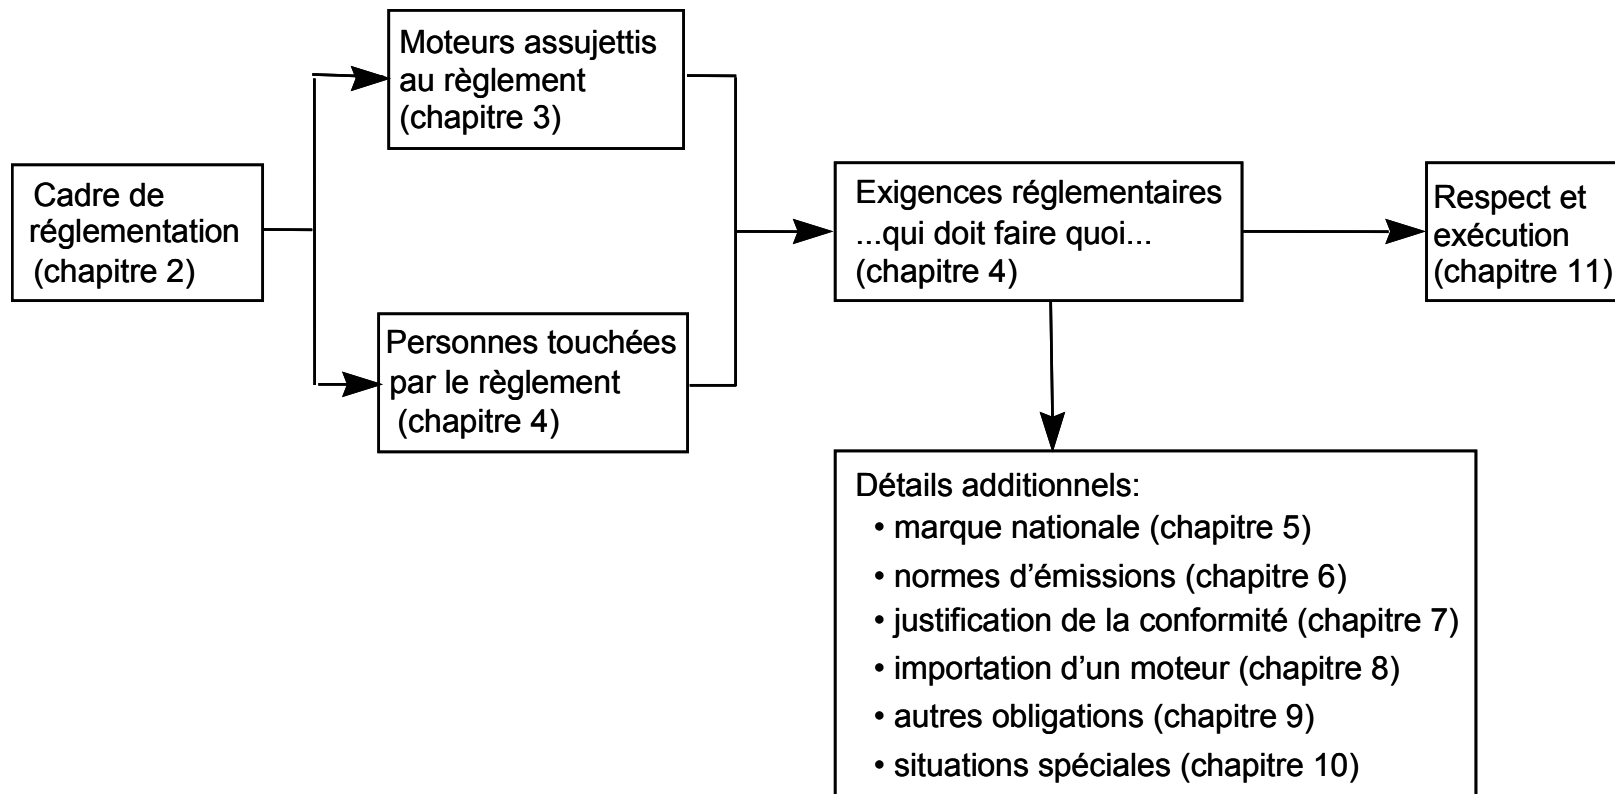 Moteurs assujettis
au règlement
(chapitre 3)
Cadre de
réglementation
(chapitre 2)
Personnes touchées
par le règlement
(chapitre 4)
Exigences réglementaires
...qui doit faire quoi...
(chapitre 4)
Respect et
exécution
(chapitre 11)
Détails additionnels:
• marque nationale (chapitre 5)
• normes d’émissions (chapitre 6)
• justification de la conformité (chapitre 7)
• importation d’un moteur (chapitre 8)
• autres obligations (chapitre 9)
• situations spéciales (chapitre 10)